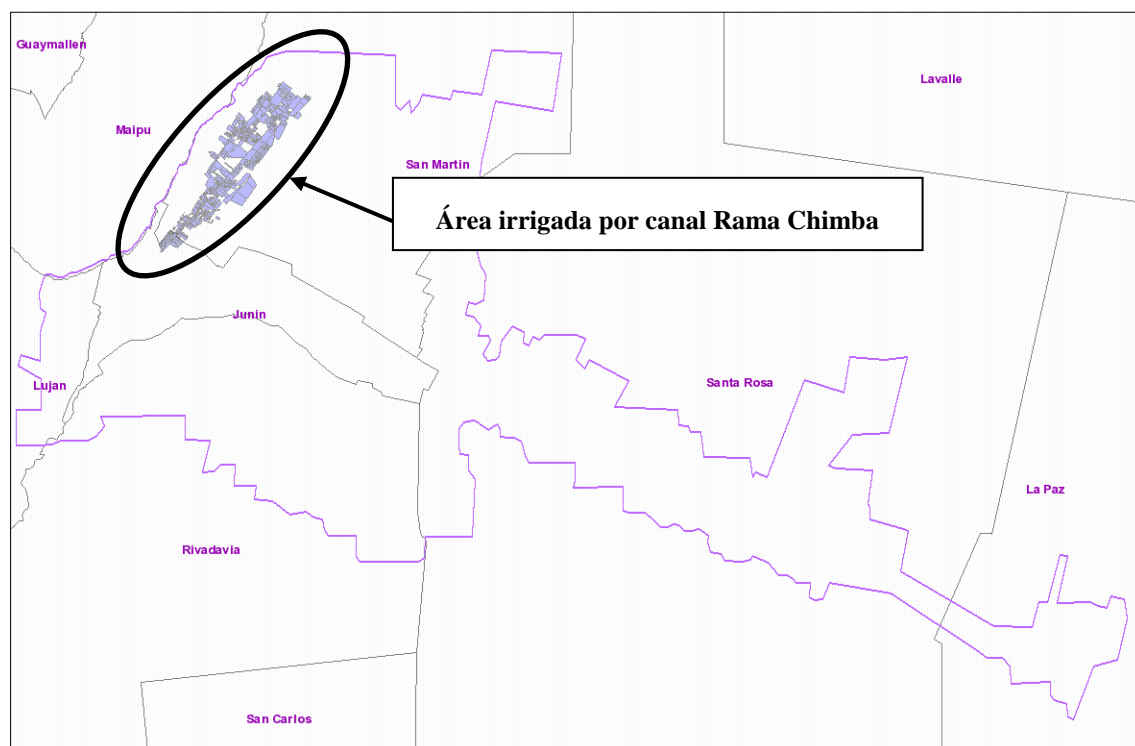 Guaymallen
Lavalle
Maipu
San Martin
Área irrigada por canal Rama Chimba
Junin
Lujan
Santa Rosa
La Paz
Rivadavia
San Carlos